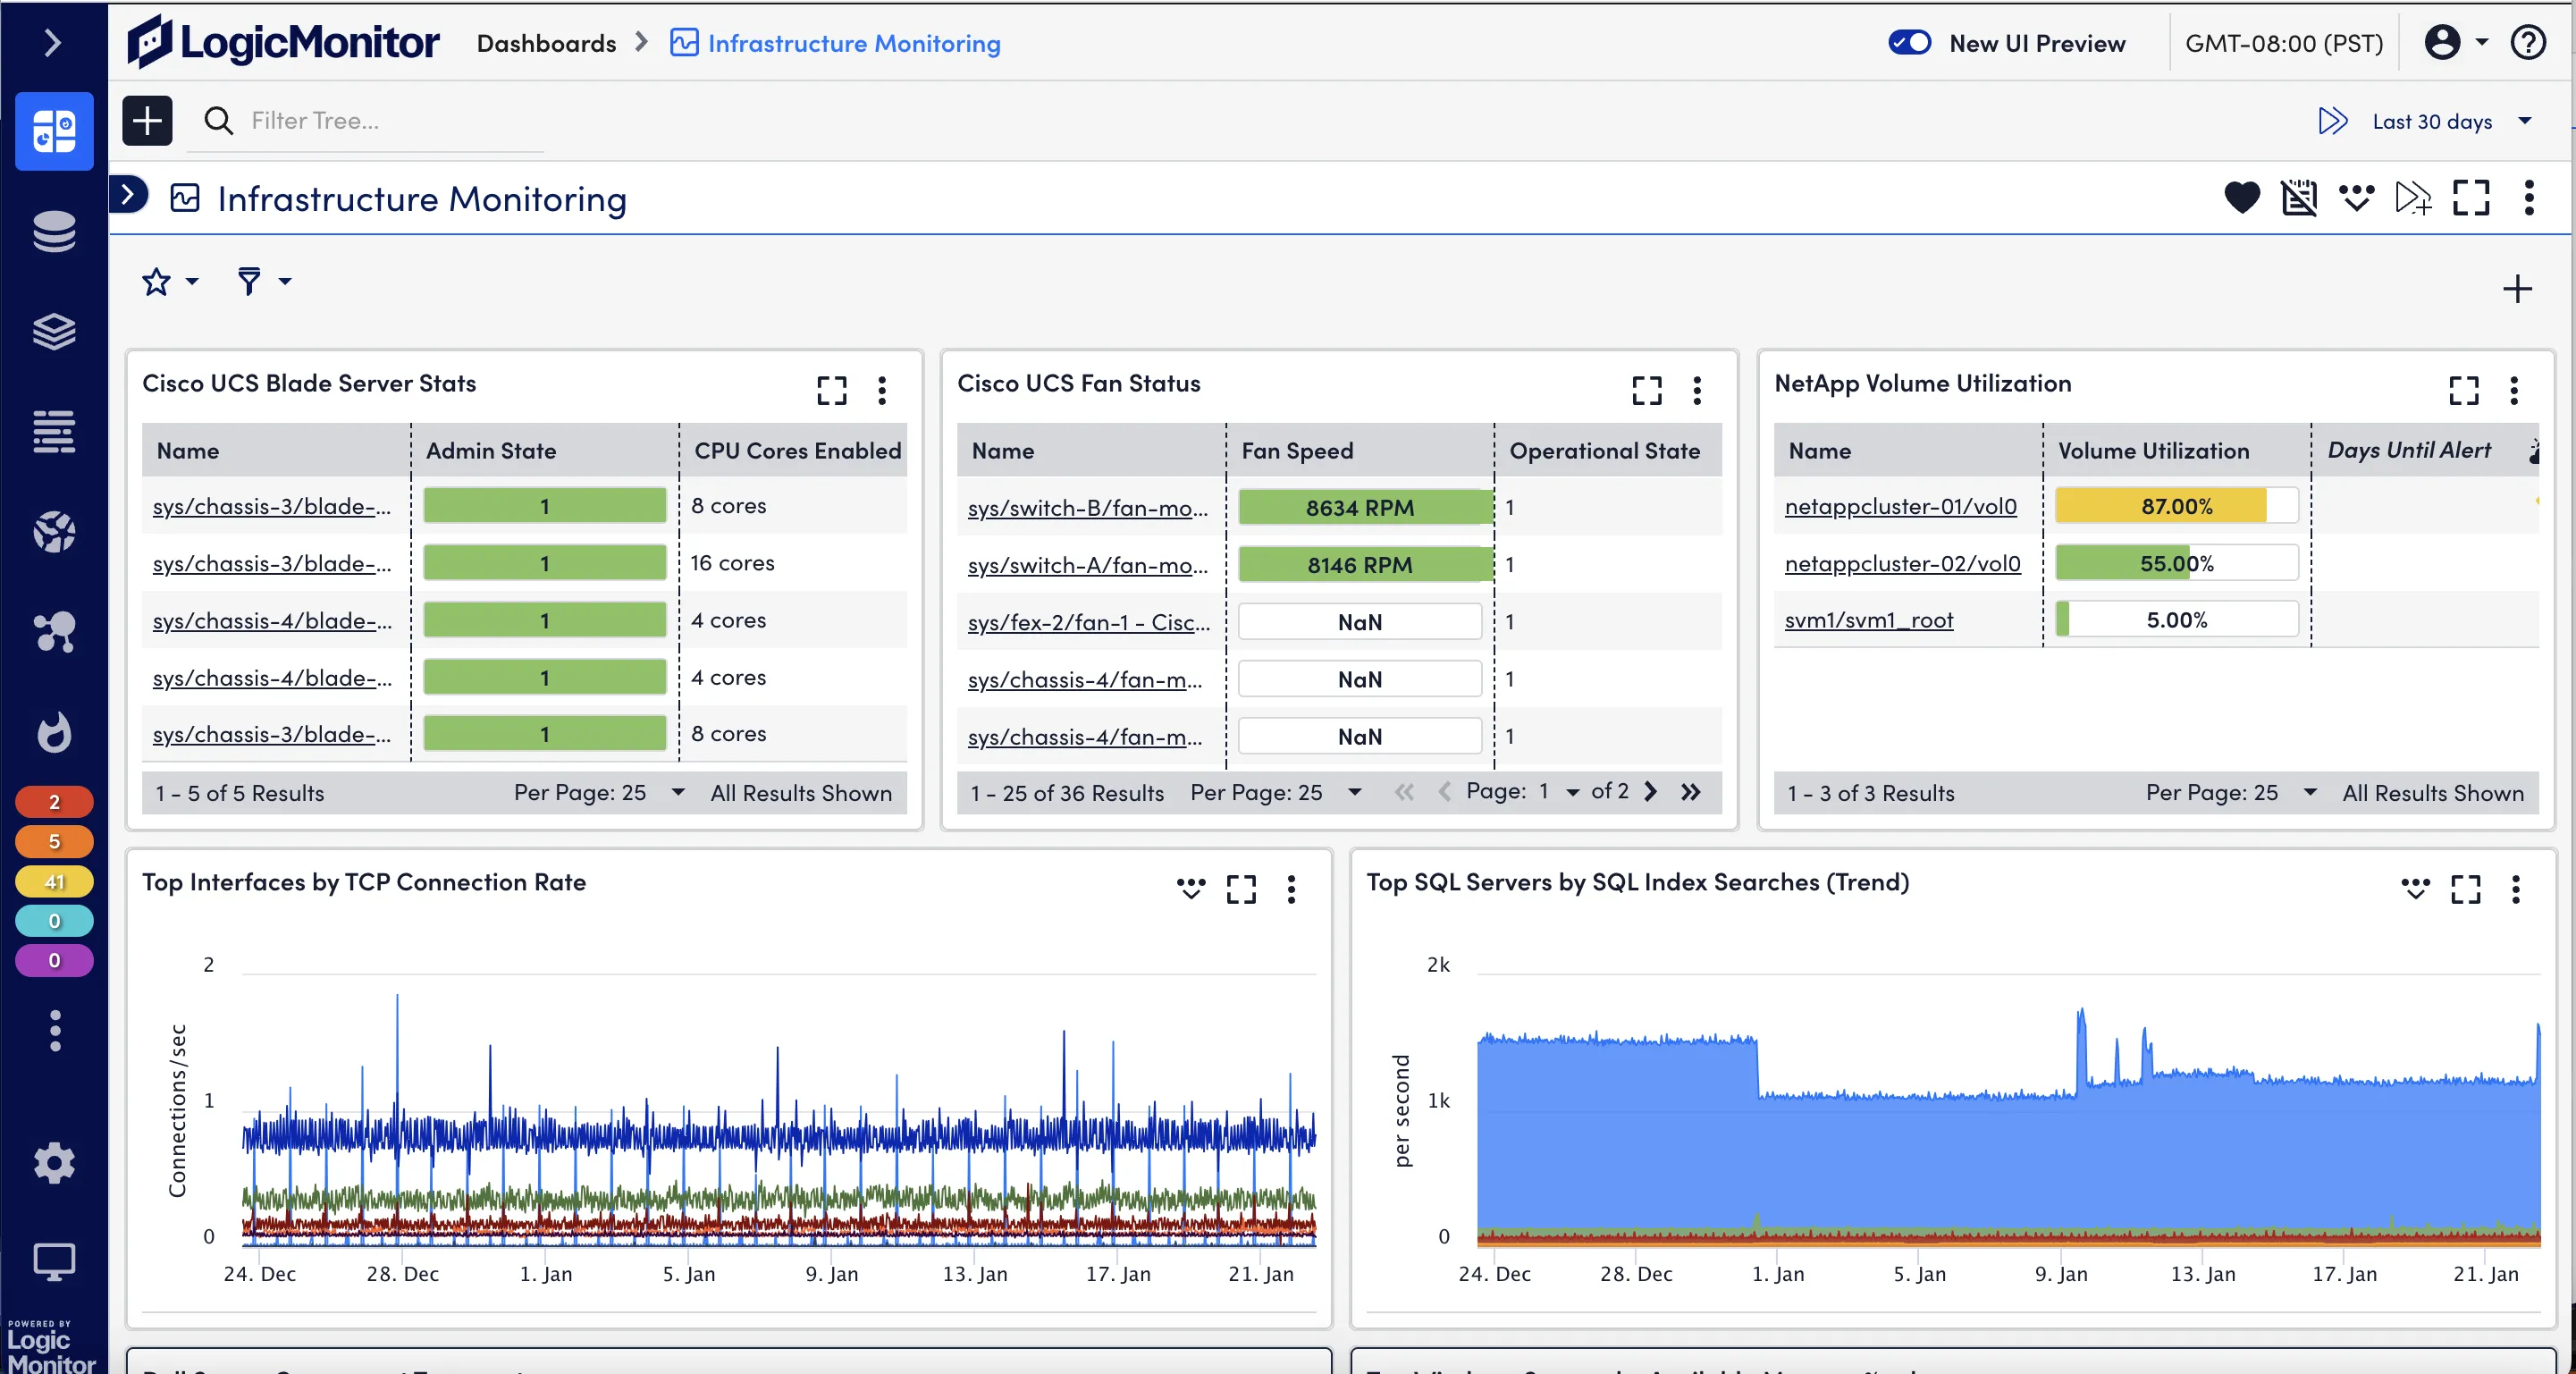 LogicMonitor Dashboards Infrastructure Monitoring New UI Preview GMT-08:00 (PST)
Filter Tree... Last 30 days
Infrastructure Monitoring
Cisco UCS Blade Server Stats
Name Admin State CPU Cores Enabled
sys/chassis-3/blade-... 1 8 cores
sys/chassis-3/blade-... 1 16 cores
sys/chassis-4/blade-... 1 4 cores
sys/chassis-4/blade-... 1 4 cores
sys/chassis-3/blade-... 1 8 cores
1 - 5 of 5 Results Per Page: 25 All Results Shown
Cisco UCS Fan Status
Name Fan Speed Operational State
sys/switch-B/fan-mo... 8634 RPM 1
sys/switch-A/fan-mo... 8146 RPM 1
sys/fex-2/fan-1 - Cisc... NaN 1
sys/chassis-4/fan-m... NaN 1
sys/chassis-4/fan-m... NaN 1
1 - 25 of 36 Results Per Page: 25 Page: 1 of 2
NetApp Volume Utilization
Name Volume Utilization Days Until Alert
netappcluster-01/vol0 87.00%
netappcluster-02/vol0 55.00%
svm1/svm1_root 5.00%
1 - 3 of 3 Results Per Page: 25 All Results Shown
2
5
41
0
0
Top Interfaces by TCP Connection Rate
Connections/sec
2
1
0
24. Dec 28. Dec 1. Jan 5. Jan 9. Jan 13. Jan 17. Jan 21. Jan
Top SQL Servers by SQL Index Searches (Trend)
per second
2k
1k
0
24. Dec 28. Dec 1. Jan 5. Jan 9. Jan 13. Jan 17. Jan 21. Jan
POWERED BY
Logic
Monitor